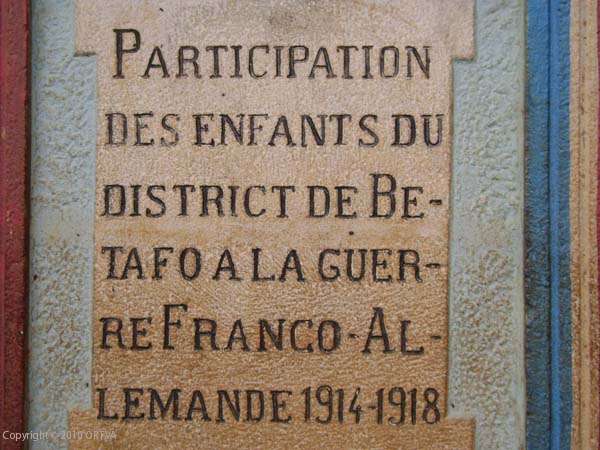 PARTICIPATION
DES ENFANTS DU
DISTRICT DE BE-
TAFO A LA GUER-
RE FRANCO-AL-
LEMANDE 1914-1918
Copyright © 2010 ORTVA